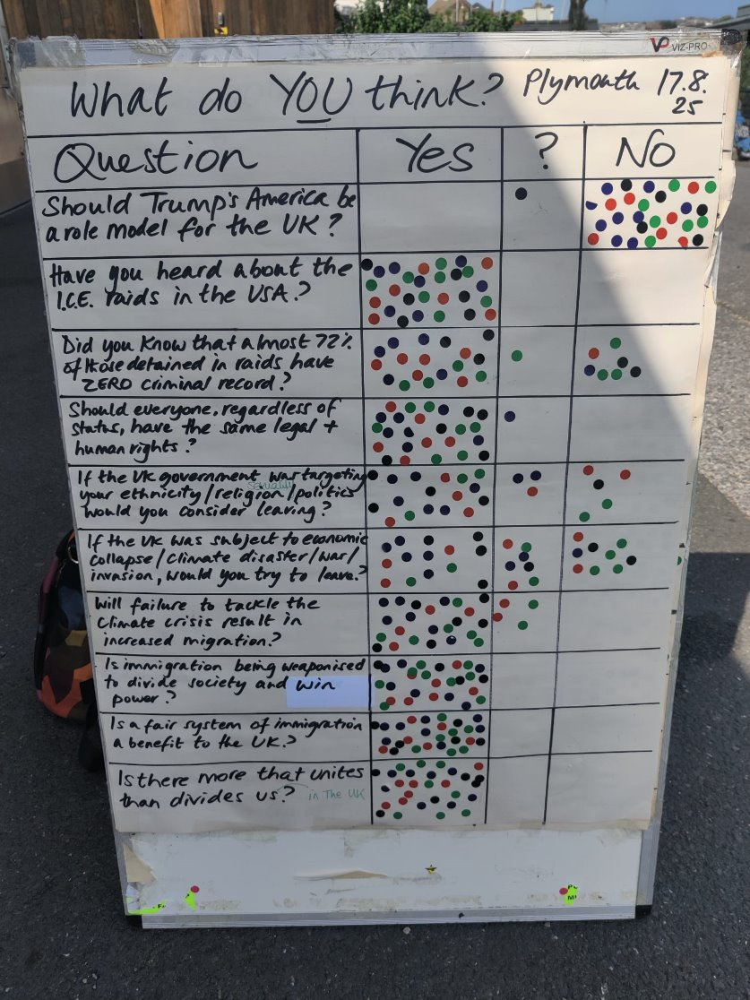 VIZ-PRO
What do YOU think? Plymouth 17.8.
25
Question Yes ? No
Should Trump's America be
a role model for the UK?
Have you heard about the
I.C.E. raids in the USA?
Did you know that almost 72%
of those detained in raids have
ZERO criminal record?
Should everyone, regardless of
status, have the same legal +
human rights?
If the UK government was targeting
sexuality
your ethnicity/religion/politics
would you consider leaving?
If the UK was subject to economic
collapse/climate disaster/war/
invasion, would you try to leave?
Will failure to tackle the
climate crisis result in
increased migration?
Is immigration being weaponised
to divide society and win
power?
Is a fair system of immigration
a benefit to the UK?
Is there more that unites
than divides us? in The UK